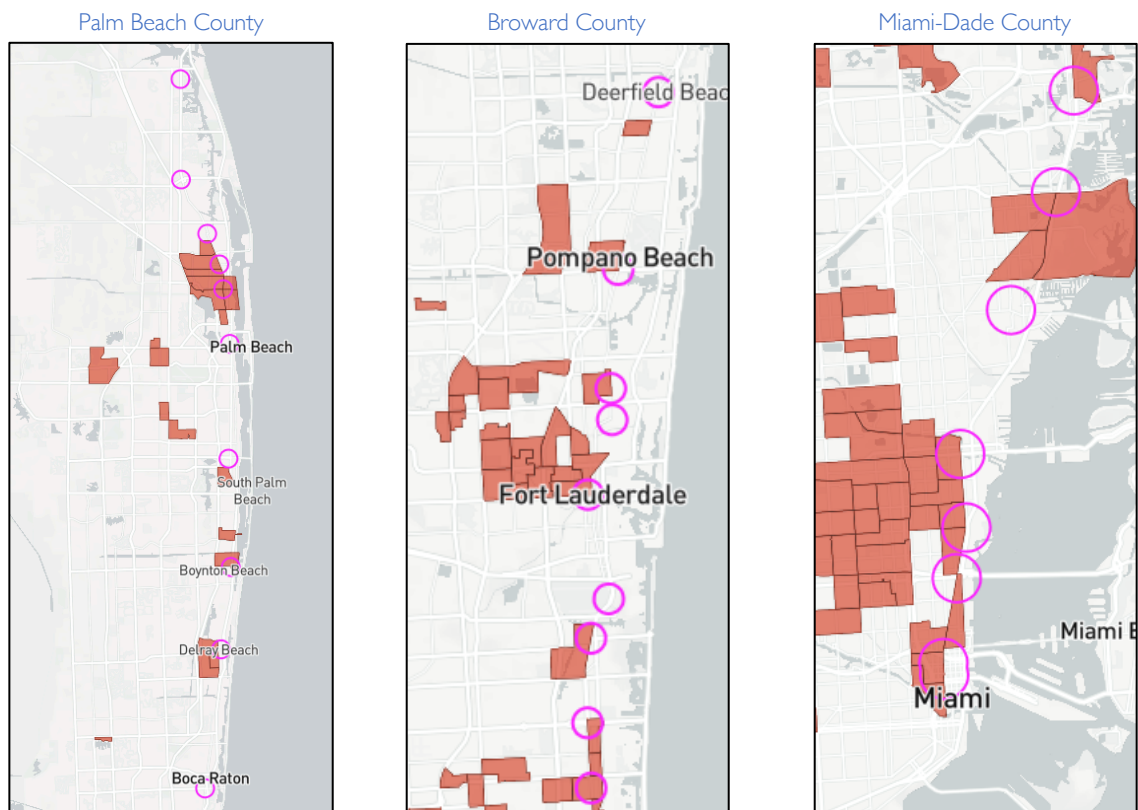 Palm Beach County
Broward County
Miami-Dade County
Palm Beach
South Palm
Beach
Boynton Beach
Delray Beach
Boca Raton
Deerfield Beac
Pompano Beach
Fort Lauderdale
Miami B
Miami